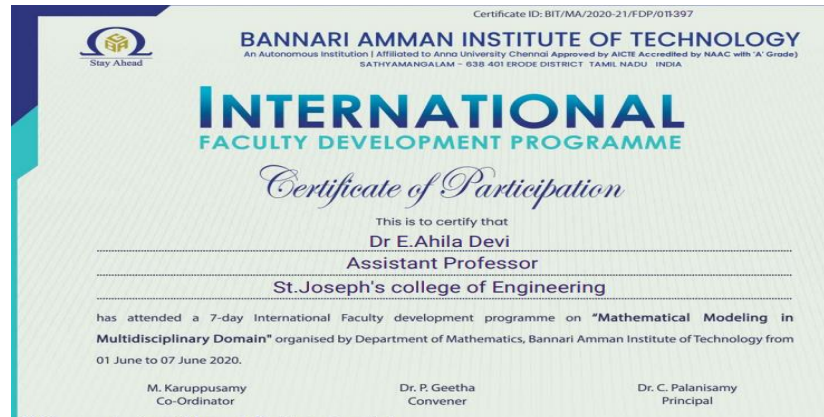 Certificate ID: BIT/MA/2020-21/FDP/011-397
BANNARI AMMAN INSTITUTE OF TECHNOLOGY
An Autonomous Institution | Affiliated to Anna University Chennai Approved by AICTE Accredited by NAAC with 'A' Grade)
SATHYAMANGALAM - 638 401 ERODE DISTRICT TAMIL NADU INDIA
Stay Ahead
INTERNATIONAL
FACULTY DEVELOPMENT PROGRAMME
Certificate of Participation
This is to certify that
Dr E.Ahila Devi
Assistant Professor
St.Joseph's college of Engineering
has attended a 7-day International Faculty development programme on "Mathematical Modeling in
Multidisciplinary Domain" organised by Department of Mathematics, Bannari Amman Institute of Technology from
01 June to 07 June 2020.
M. Karuppusamy Dr. P. Geetha Dr. C. Palanisamy
Co-Ordinator Convener Principal